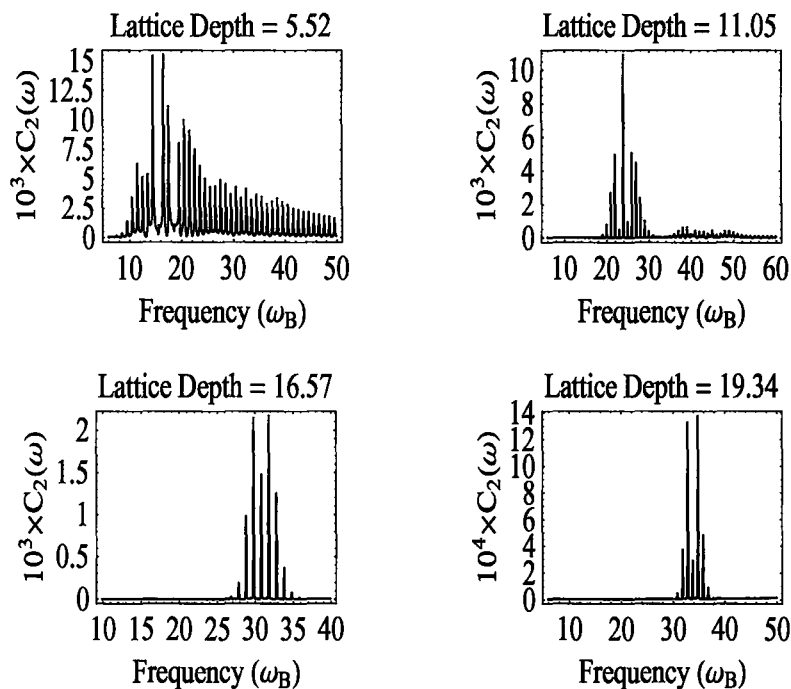 Lattice Depth = 5.52
15
12.5
10
7.5
5
2.5
0
10³×C₂(ω)
10 20 30 40 50
Frequency (ω_B)
Lattice Depth = 11.05
10
8
6
4
2
0
10³×C₂(ω)
10 20 30 40 50 60
Frequency (ω_B)
Lattice Depth = 16.57
2
1.5
1
0.5
0
10³×C₂(ω)
10 15 20 25 30 35 40
Frequency (ω_B)
Lattice Depth = 19.34
14
12
10
8
6
4
2
0
10⁴×C₂(ω)
10 20 30 40 50
Frequency (ω_B)